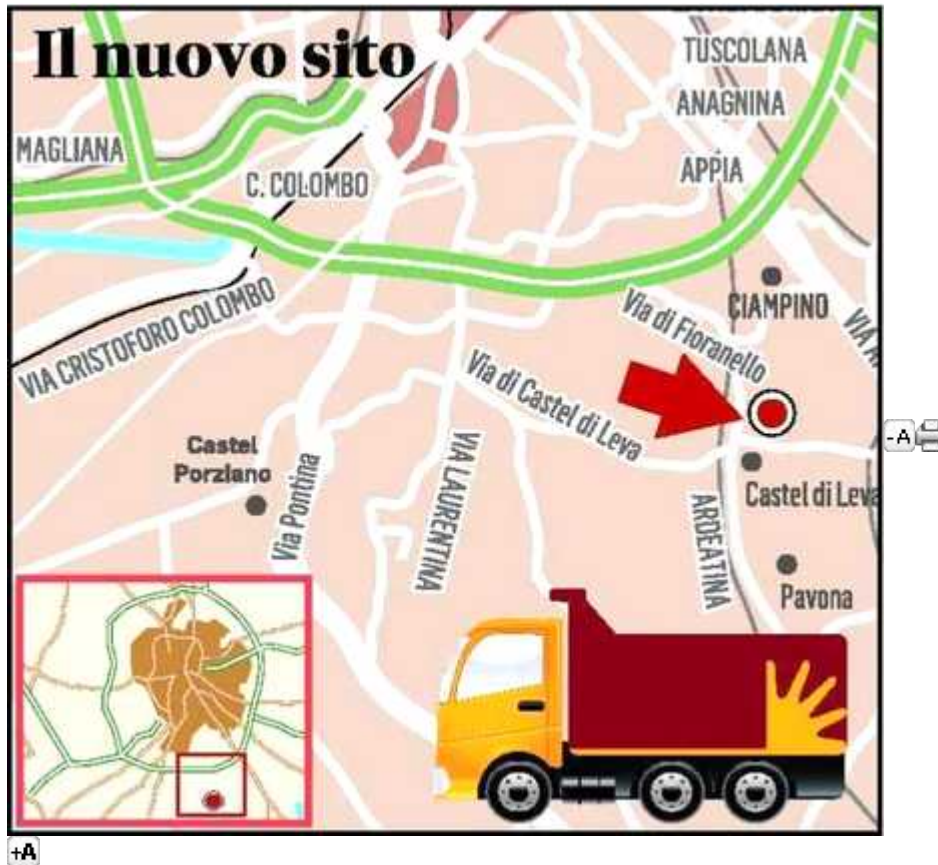 Il nuovo sito
TUSCOLANA
ANAGNINA
MAGLIANA
APPIA
C. COLOMBO
CIAMPINO
Via di Fioranello
VIA CRISTOFORO COLOMBO
Via di Castel di Leva
-A
Castel
Porziano
Via Pontina
VIA LAURENTINA
ARDEATINA
Castel di Leva
Pavona
+A